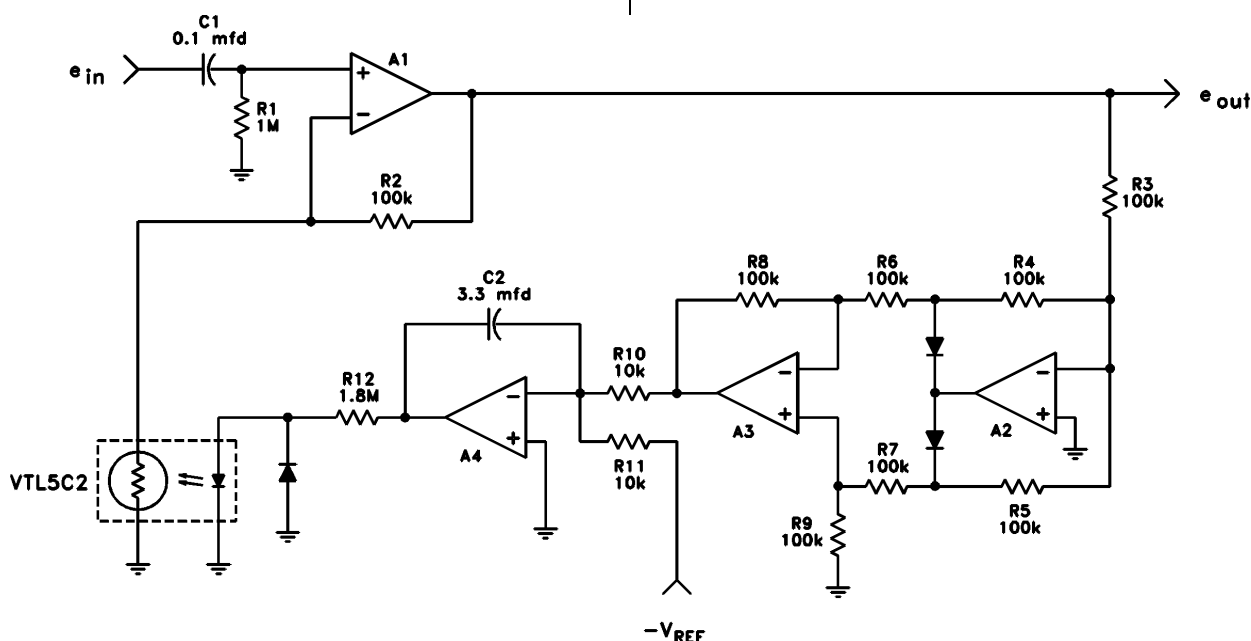 C1
0.1 mfd
e in
A1
e out
R1
1M
R2
100k
R3
100k
C2
3.3 mfd
R8
100k
R6
100k
R4
100k
R10
10k
R12
1.8M
A4
R11
10k
A3
A2
R7
100k
R5
100k
R9
100k
VTL5C2
-VREF
+
−
−
+
−
+
−
+